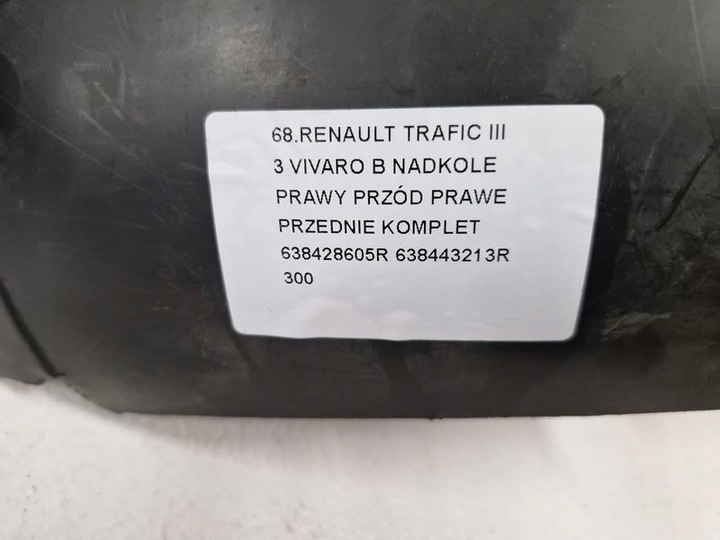 68.RENAULT TRAFIC III
3 VIVARO B NADKOLE
PRAWY PRZÓD PRAWE
PRZEDNIE KOMPLET
638428605R 638443213R
300